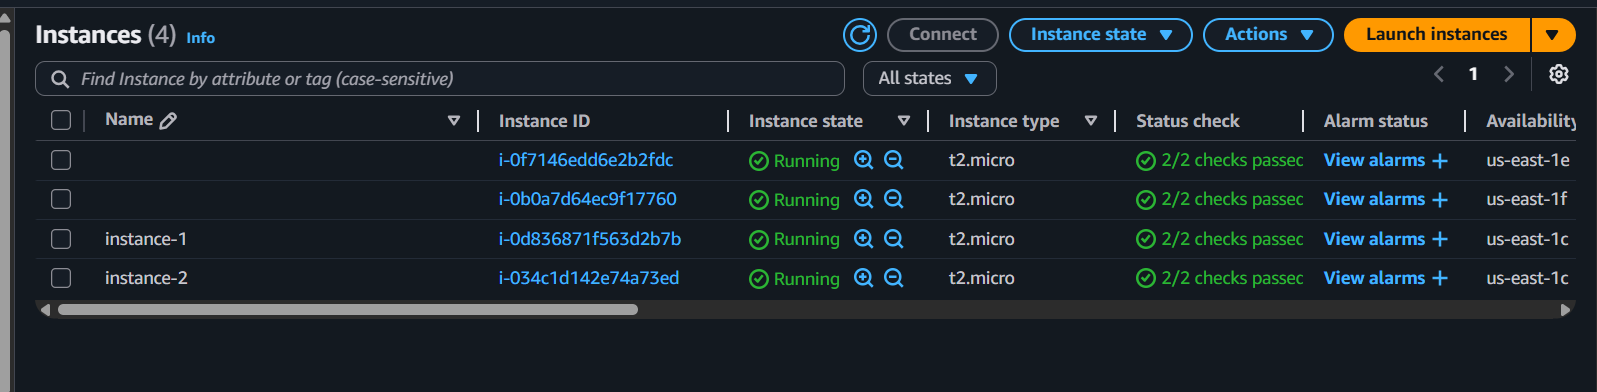 Instances (4) Info Connect Instance state Actions Launch instances
Find Instance by attribute or tag (case-sensitive) All states 1
Name Instance ID Instance state Instance type Status check Alarm status Availability
i-0f7146edd6e2b2fdc Running t2.micro 2/2 checks passec View alarms + us-east-1e
i-0b0a7d64ec9f17760 Running t2.micro 2/2 checks passec View alarms + us-east-1f
instance-1 i-0d836871f563d2b7b Running t2.micro 2/2 checks passec View alarms + us-east-1c
instance-2 i-034c1d142e74a73ed Running t2.micro 2/2 checks passec View alarms + us-east-1c